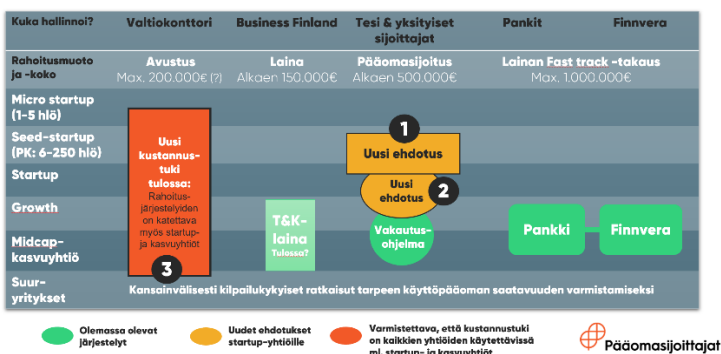 Kuka hallinnoi? Valtiokonttori Business Finland Tesi & yksityiset sijoittajat Pankit Finnvera
Rahoitusmuoto ja -koko
Avustus
Max. 200.000€ (?)
Laina
Alkaen 150.000€
Pääomasijoitus
Alkaen 500.000€
Lainan Fast track -takaus
Max. 1.000.000€
Micro startup
(1-5 hlö)
Seed-startup
(PK: 6-250 hlö)
Startup
Growth
Midcap-
kasvuyhtiö
Suur-
yritykset
Uusi
kustannus-
tuki
tulossa:
Rahoitus-
järjestelyiden
on katettava
myös startup-
ja kasvuyhtiöt
3
T&K-
laina
Tulossa?
1
Uusi ehdotus
Uusi
ehdotus
2
Vakautus-
ohjelma
Pankki
Finnvera
Kansainvälisesti kilpailukykyiset ratkaisut tarpeen käyttöpääoman saatavuuden varmistamiseksi
Olemassa olevat
järjestelyt
Uudet ehdotukset
startup-yhtiöille
Varmistettava, että kustannustuki
on kaikkien yhtiöiden käytettävissä
ml. startup- ja kasvuyhtiöt
Pääomasijoittajat